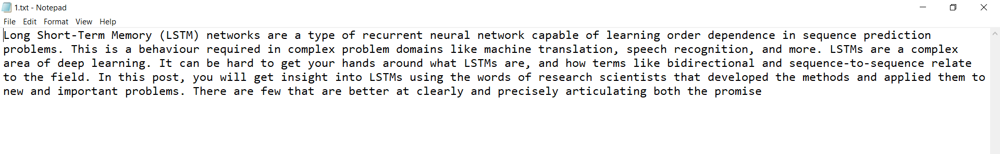 1.txt - Notepad
File Edit Format View Help
Long Short-Term Memory (LSTM) networks are a type of recurrent neural network capable of learning order dependence in sequence prediction
problems. This is a behaviour required in complex problem domains like machine translation, speech recognition, and more. LSTMs are a complex
area of deep learning. It can be hard to get your hands around what LSTMs are, and how terms like bidirectional and sequence-to-sequence relate
to the field. In this post, you will get insight into LSTMs using the words of research scientists that developed the methods and applied them to
new and important problems. There are few that are better at clearly and precisely articulating both the promise